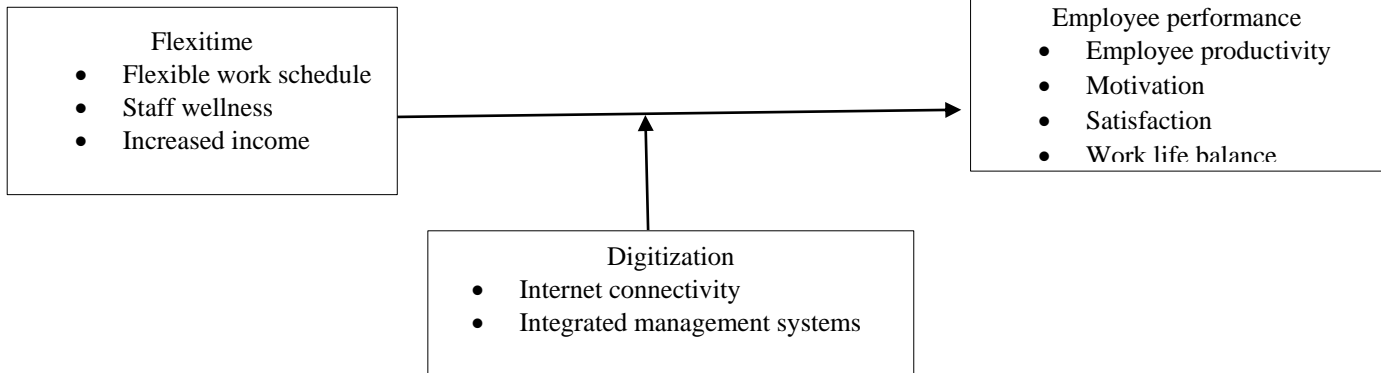 Flexitime
• Flexible work schedule
• Staff wellness
• Increased income
Employee performance
• Employee productivity
• Motivation
• Satisfaction
• Work life balance
Digitization
• Internet connectivity
• Integrated management systems